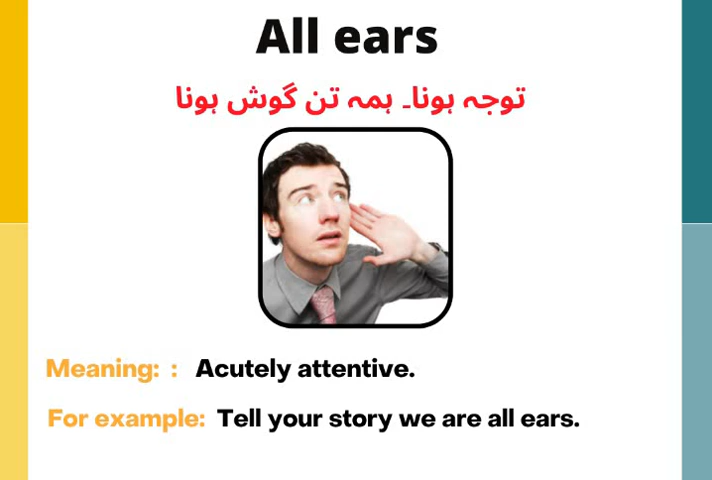 All ears
توجہ ہونا۔ ہمہ تن گوش ہونا
Meaning: : Acutely attentive.
For example: Tell your story we are all ears.